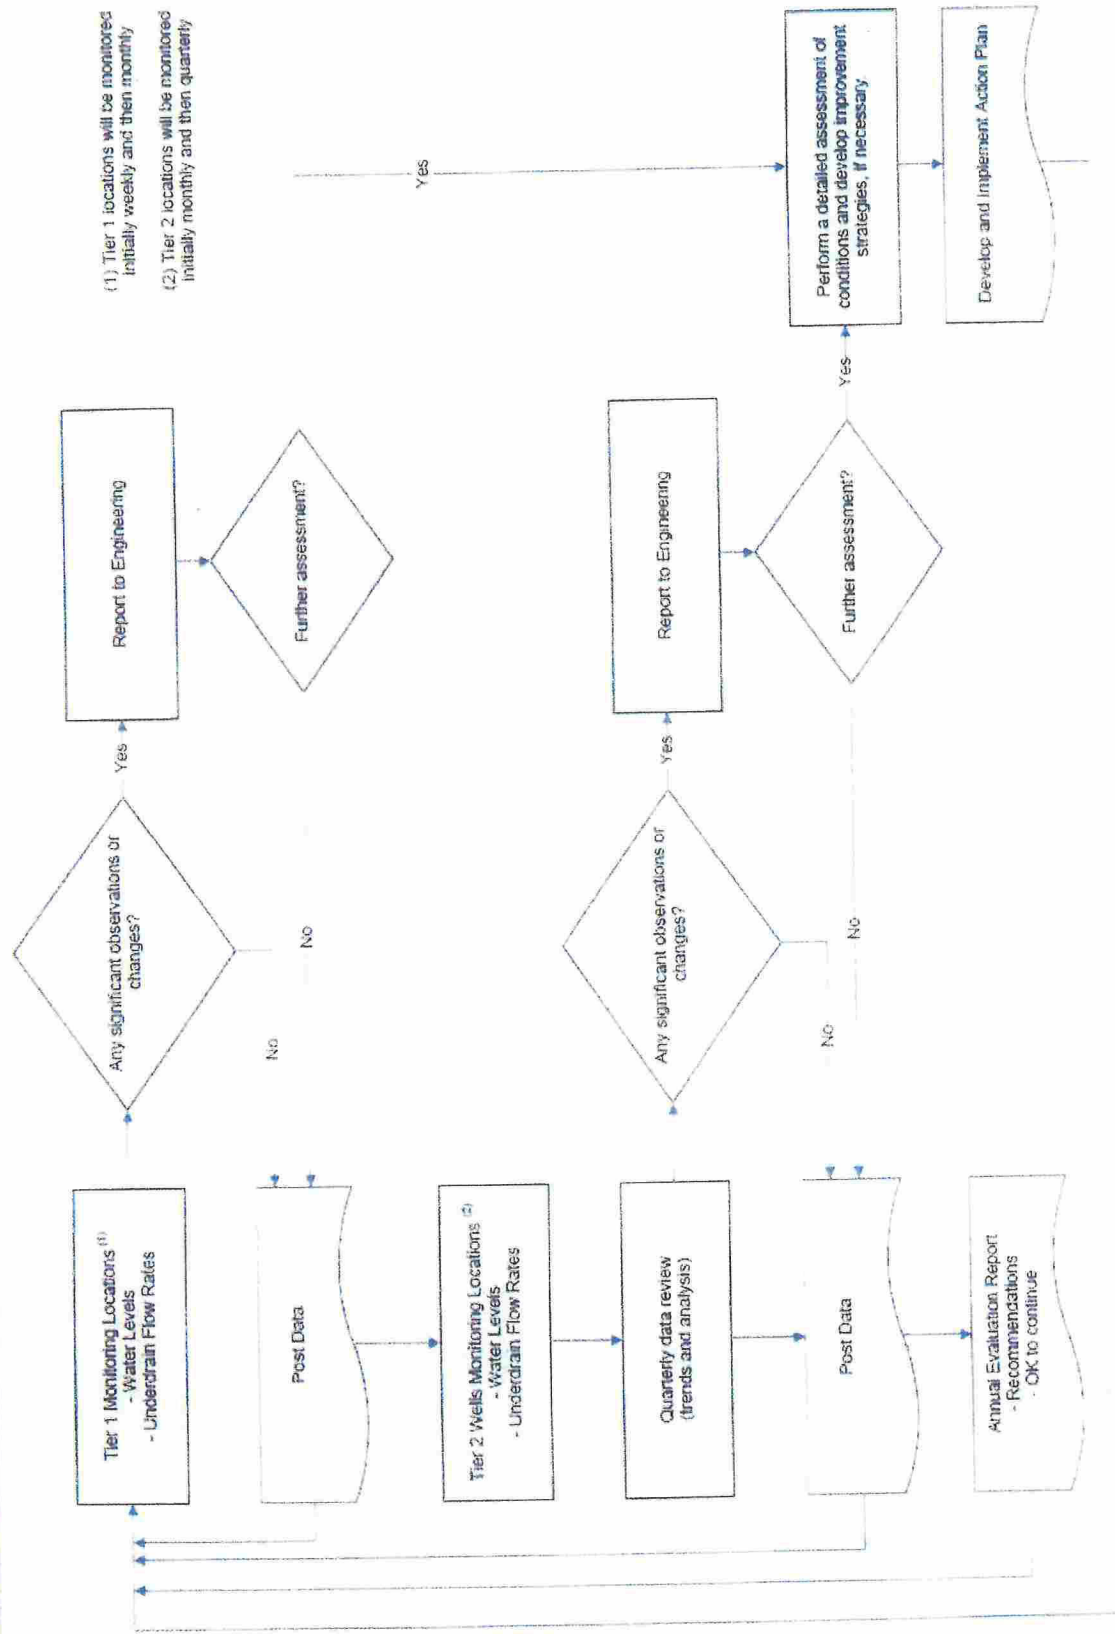 Tier 1 Monitoring Locations (1)
- Water Levels
- Underdrain Flow Rates
Any significant observations or
changes?
Yes
Report to Engineering
(1) Tier 1 locations will be monitored
initially weekly and then monthly
(2) Tier 2 locations will be monitored
initially monthly and then quarterly
Post Data
No
No
Further assessment?
Yes
Tier 2 Wells Monitoring Locations (2)
- Water Levels
- Underdrain Flow Rates
Quarterly data review
(trends and analysis)
Any significant observations or
changes?
Yes
Report to Engineering
Post Data
No
No
Further assessment?
Yes
Perform a detailed assessment of
conditions and develop improvement
strategies, if necessary
Annual Evaluation Report
- Recommendations
- OK to continue
Develop and Implement Action Plan